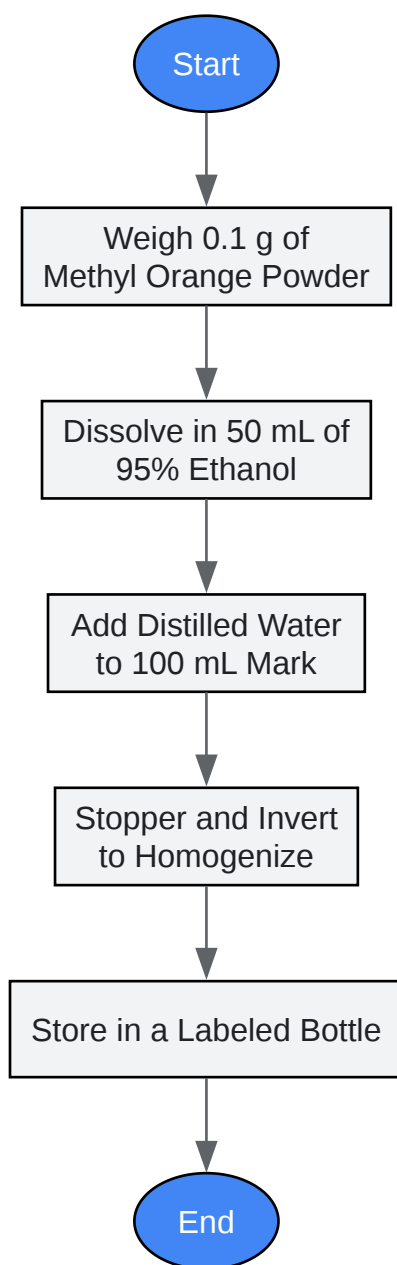 Start
Weigh 0.1 g of
Methyl Orange Powder
Dissolve in 50 mL of
95% Ethanol
Add Distilled Water
to 100 mL Mark
Stopper and Invert
to Homogenize
Store in a Labeled Bottle
End